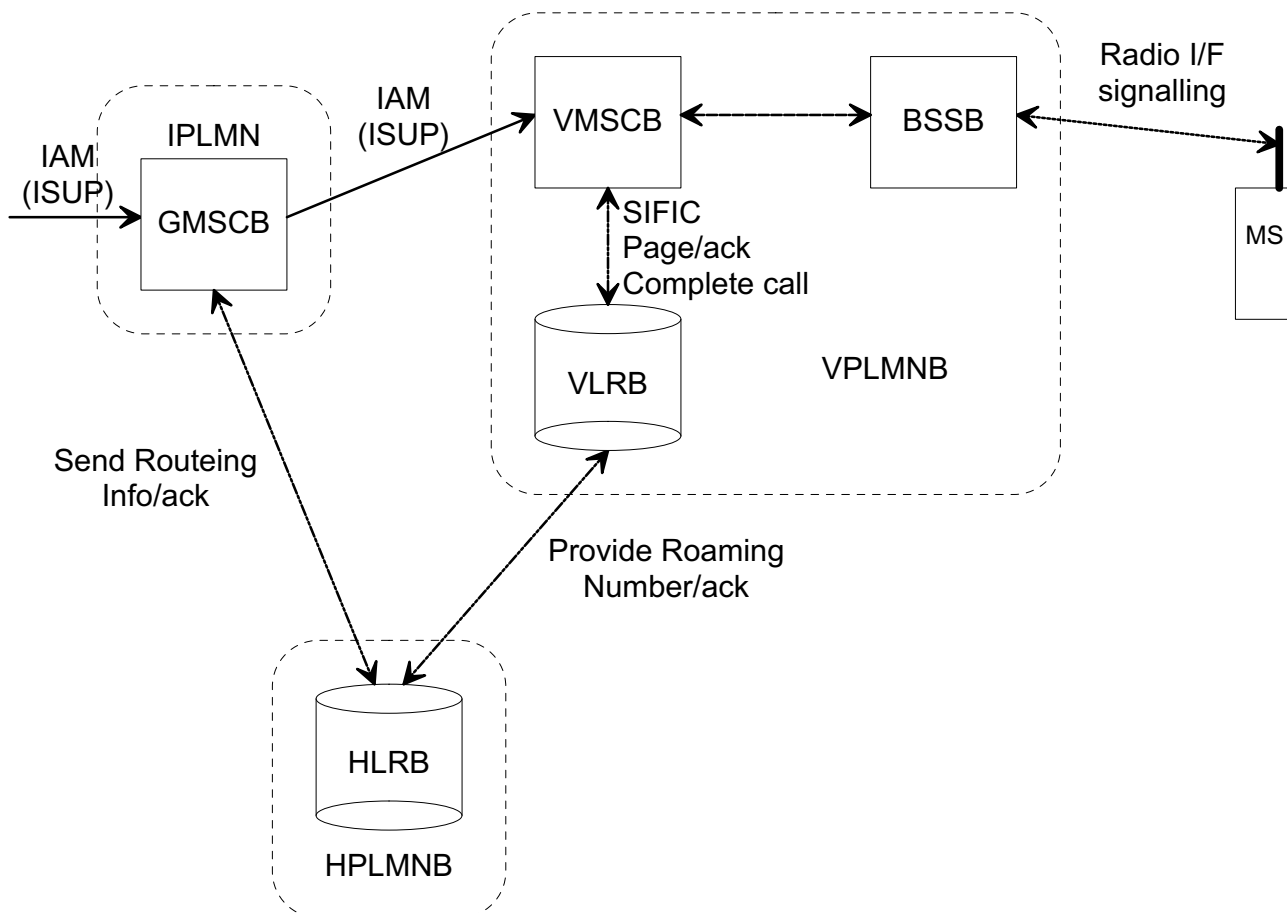 IPLMN
IAM
(ISUP)
GMSCB
IAM
(ISUP)
VMSCB
BSSB
Radio I/F
signalling
MS
SIFIC
Page/ack
Complete call
VLRB
VPLMNB
Send Routeing
Info/ack
Provide Roaming
Number/ack
HLRB
HPLMNB